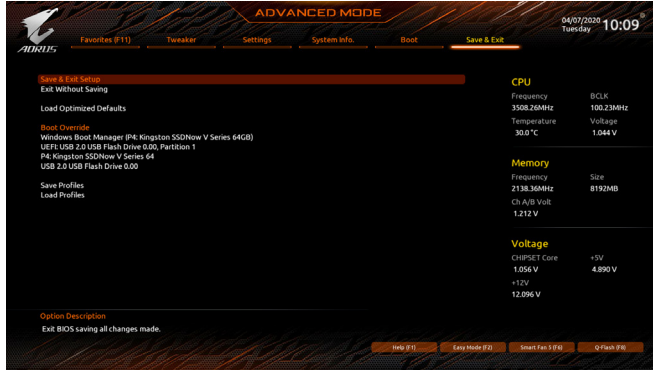 ADVANCED MODE
04/07/2020 Tuesday 10:09
AORUS
Favorites (F11) Tweaker Settings System Info. Boot Save & Exit
Save & Exit Setup
Exit Without Saving
Load Optimized Defaults
Boot Override
Windows Boot Manager (P4: Kingston SSDNow V Series 64GB)
UEFI: USB 2.0 USB Flash Drive 0.00, Partition 1
P4: Kingston SSDNow V Series 64
USB 2.0 USB Flash Drive 0.00
Save Profiles
Load Profiles
CPU
Frequency BCLK
3508.26MHz 100.23MHz
Temperature Voltage
30.0 °C 1.044 V
Memory
Frequency Size
2138.36MHz 8192MB
Ch A/B Volt
1.212 V
Voltage
CHIPSET Core +5V
1.056 V 4.890 V
+12V
12.096 V
Option Description
Exit BIOS saving all changes made.
Help (F1) Easy Mode (F2) Smart Fan 5 (F6) Q-Flash (F8)